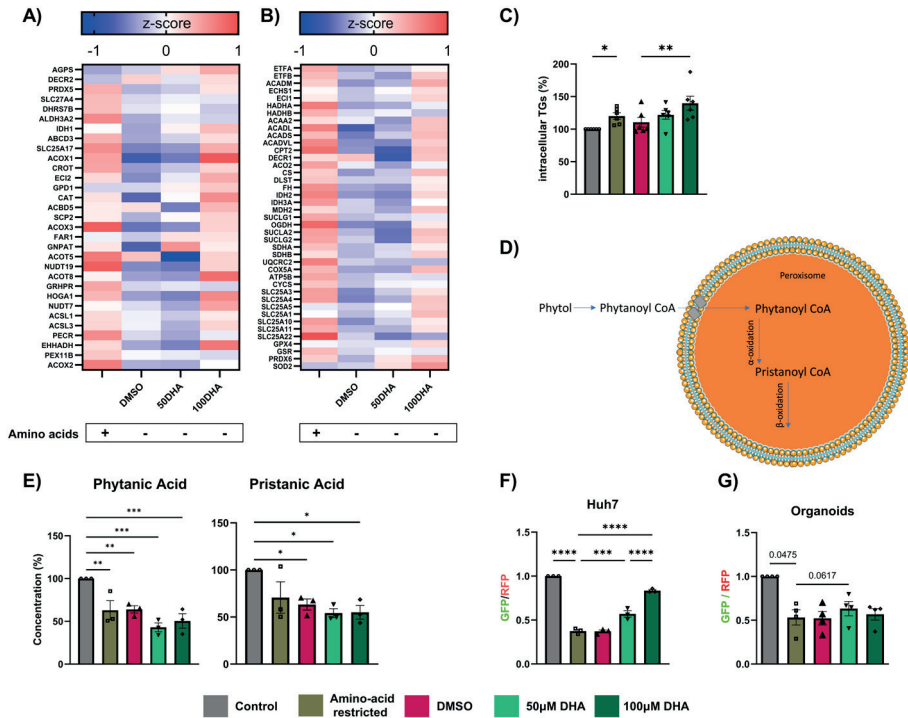 A)
z-score
-1 0 1
AGPS
DECR2
PRDX5
SLC27A4
DHRS7B
ALDH3A2
IDH1
ABCD3
SLC25A17
ACOX1
CROT
ECI2
GPD1
CAT
ACBD5
SCP2
ACOX3
FAR1
GNPAT
ACOT5
NUDT19
ACOT8
GRHPR
HOGA1
NUDT7
ACSL1
ACSL3
PECR
EHHADH
PEX11B
ACOX2
DMSO 50DHA 100DHA
Amino acids + - - -
B)
z-score
-1 0 1
ETFA
ETFB
ACADM
ECHS1
ECI1
HADHA
HADHB
ACAA2
ACADL
ACADS
ACADVL
CPT2
DECR1
ACO2
CS
DLST
FH
IDH2
IDH3A
MDH2
SUCLG1
OGDH
SUCLA2
SUCLG2
SDHA
SDHB
UQCRC2
COX5A
ATP5B
CYCS
SLC25A3
SLC25A4
SLC25A5
SLC25A1
SLC25A10
SLC25A11
SLC25A22
GPX4
GSR
PRDX6
SOD2
DMSO 50DHA 100DHA
+ - - -
C)
intracellular TGs (%)
200
150
100
50
0
* **
D)
Peroxisome
Phytol Phytanoyl CoA Phytanoyl CoA
α-oxidation
Pristanoyl CoA
β-oxidation
E)
Phytanic Acid
Concentration (%)
150
100
50
0
***
***
**
**
Pristanic Acid
150
100
50
0
*
*
*
F)
Huh7
GFP/RFP
1.5
1.0
0.5
0.0
****
**** *** ****
G)
Organoids
GFP / RFP
1.5
1.0
0.5
0.0
0.0475
0.0617
Control
Amino-acid
restricted
DMSO
50µM DHA
100µM DHA